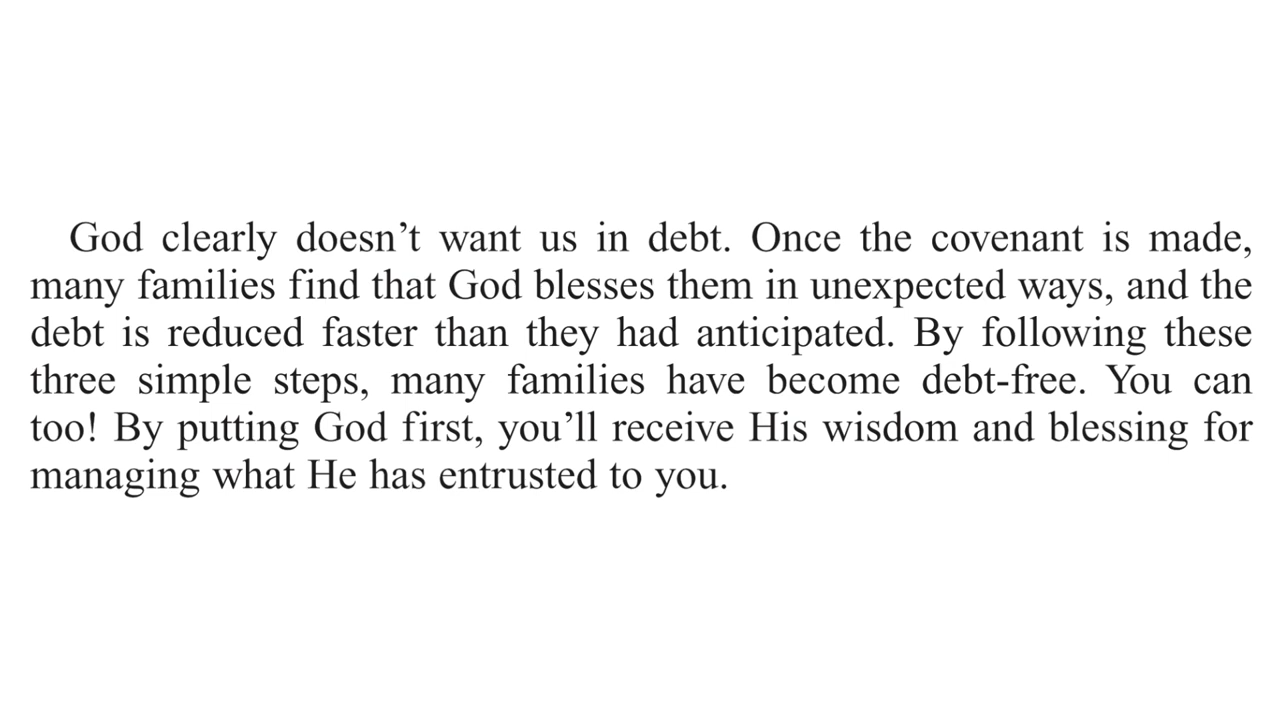 God clearly doesn’t want us in debt. Once the covenant is made,
many families find that God blesses them in unexpected ways, and the
debt is reduced faster than they had anticipated. By following these
three simple steps, many families have become debt-free. You can
too! By putting God first, you’ll receive His wisdom and blessing for
managing what He has entrusted to you.